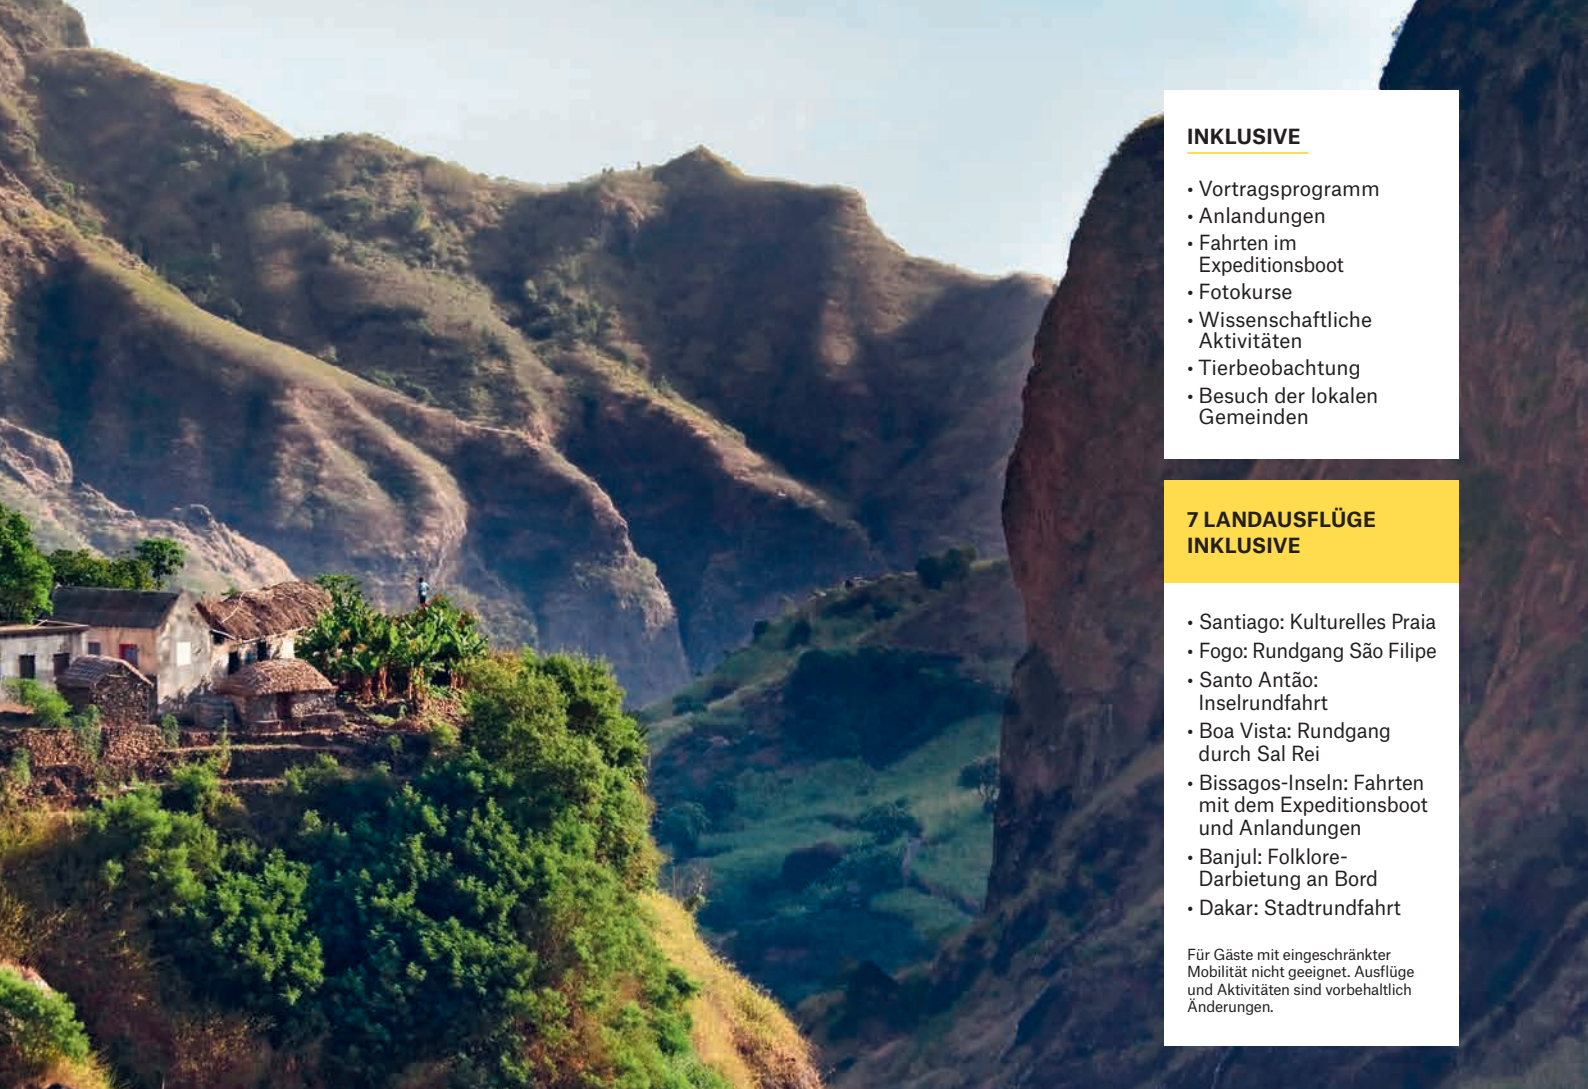 INKLUSIVE
• Vortragsprogramm
• Anlandungen
• Fahrten im
Expeditionsboot
• Fotokurse
• Wissenschaftliche
Aktivitäten
• Tierbeobachtung
• Besuch der lokalen
Gemeinden
7 LANDAUSFLÜGE
INKLUSIVE
• Santiago: Kulturelles Praia
• Fogo: Rundgang São Filipe
• Santo Antão:
Inselrundfahrt
• Boa Vista: Rundgang
durch Sal Rei
• Bissagos-Inseln: Fahrten
mit dem Expeditionsboot
und Anlandungen
• Banjul: Folklore-
Darbietung an Bord
• Dakar: Stadtrundfahrt
Für Gäste mit eingeschränkter
Mobilität nicht geeignet. Ausflüge
und Aktivitäten sind vorbehaltlich
Änderungen.